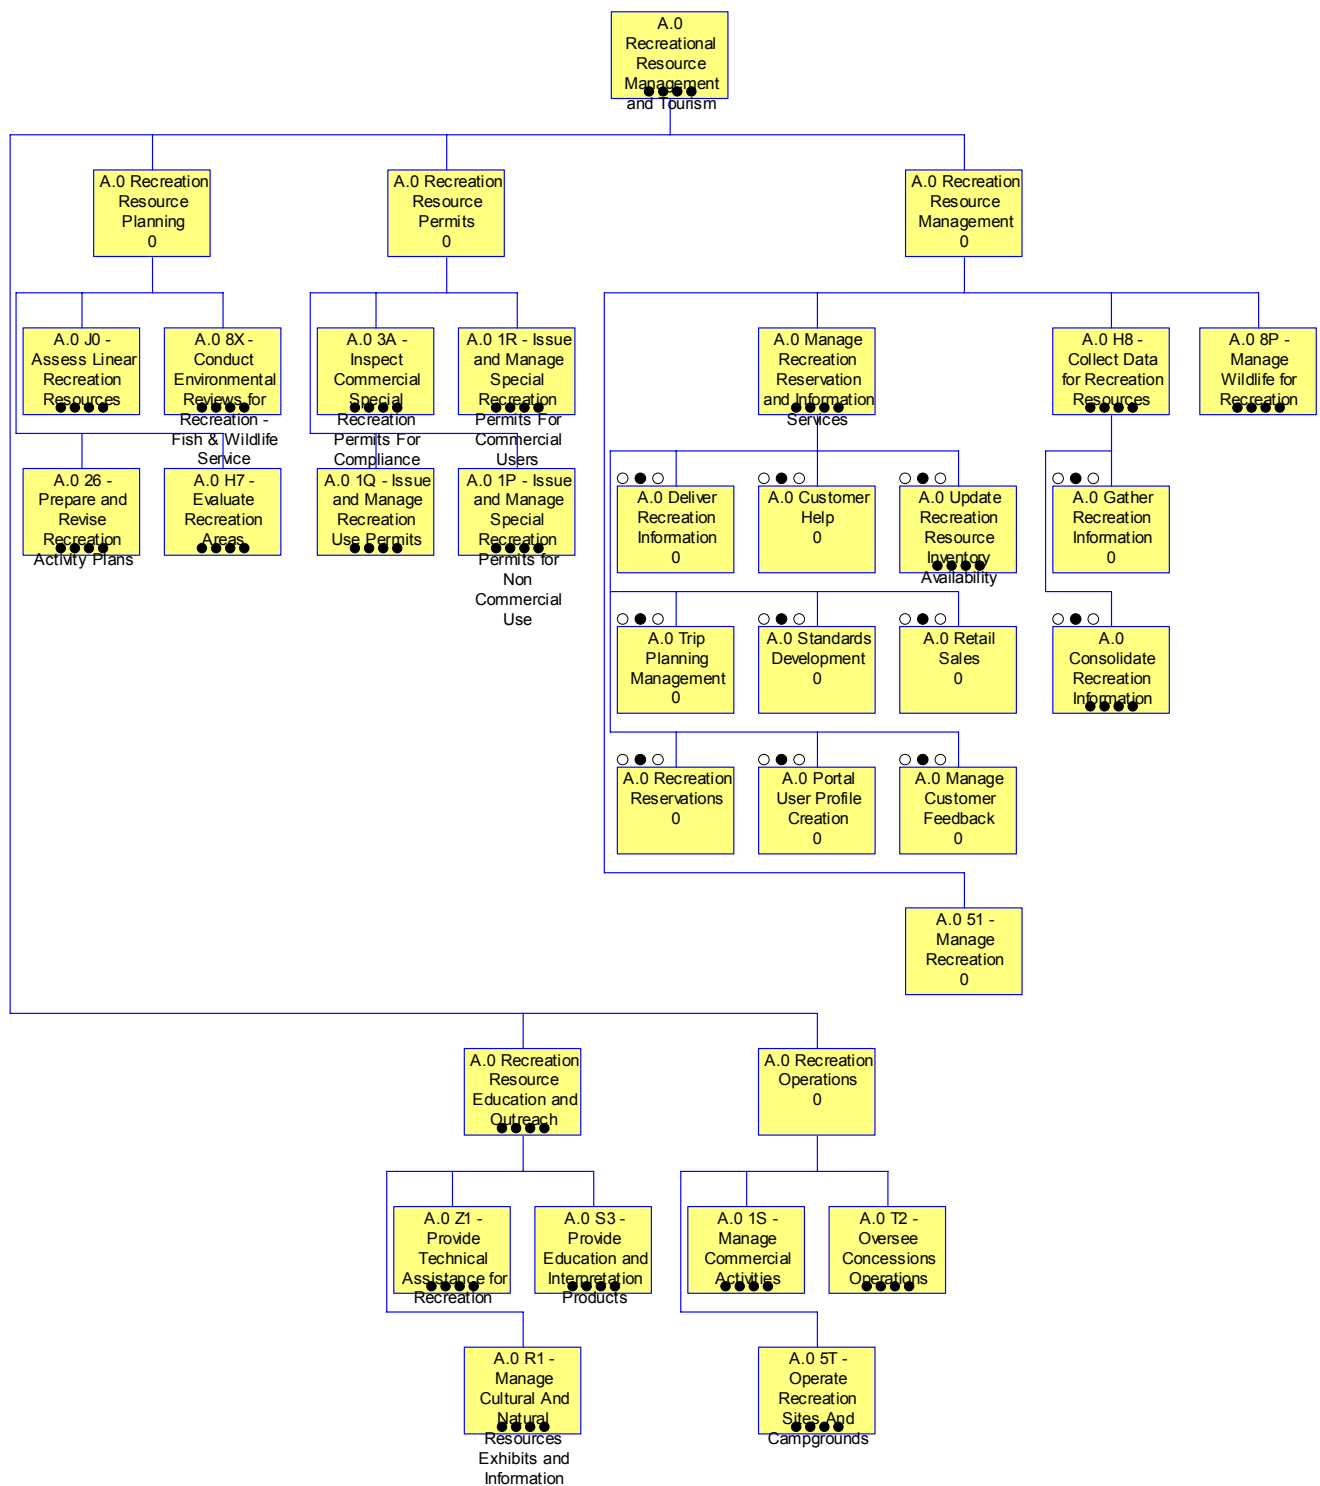 A.0
Recreational
Resource
Management
and Tourism
A.0 Recreation
Resource
Planning
0
A.0 Recreation
Resource
Permits
0
A.0 Recreation
Resource
Management
0
A.0 J0 -
Assess Linear
Recreation
Resources
A.0 8X -
Conduct
Environmental
Reviews for
Recreation -
Fish & Wildlife
Service
A.0 3A -
Inspect
Commercial
Special
Recreation
Permits For
Compliance
A.0 1R - Issue
and Manage
Special
Recreation
Permits For
Commercial
Users
A.0 Manage
Recreation
Reservation
and Information
Services
A.0 H8 -
Collect Data
for Recreation
Resources
A.0 8P -
Manage
Wildlife for
Recreation
A.0 26 -
Prepare and
Revise
Recreation
Activity Plans
A.0 H7 -
Evaluate
Recreation
Areas
A.0 1Q - Issue
and Manage
Recreation
Use Permits
A.0 1P - Issue
and Manage
Special
Recreation
Permits for
Non
Commercial
Use
A.0 Deliver
Recreation
Information
0
A.0 Customer
Help
0
A.0 Update
Recreation
Resource
Inventory
Availability
A.0 Gather
Recreation
Information
0
A.0 Trip
Planning
Management
0
A.0 Standards
Development
0
A.0 Retail
Sales
0
A.0
Consolidate
Recreation
Information
A.0 Recreation
Reservations
0
A.0 Portal
User Profile
Creation
0
A.0 Manage
Customer
Feedback
0
A.0 51 -
Manage
Recreation
0
A.0 Recreation
Resource
Education and
Outreach
A.0 Recreation
Operations
0
A.0 Z1 -
Provide
Technical
Assistance for
Recreation
A.0 S3 -
Provide
Education and
Interpretation
Products
A.0 1S -
Manage
Commercial
Activities
A.0 T2 -
Oversee
Concessions
Operations
A.0 R1 -
Manage
Cultural And
Natural
Resources
Exhibits and
Information
A.0 5T -
Operate
Recreation
Sites And
Campgrounds